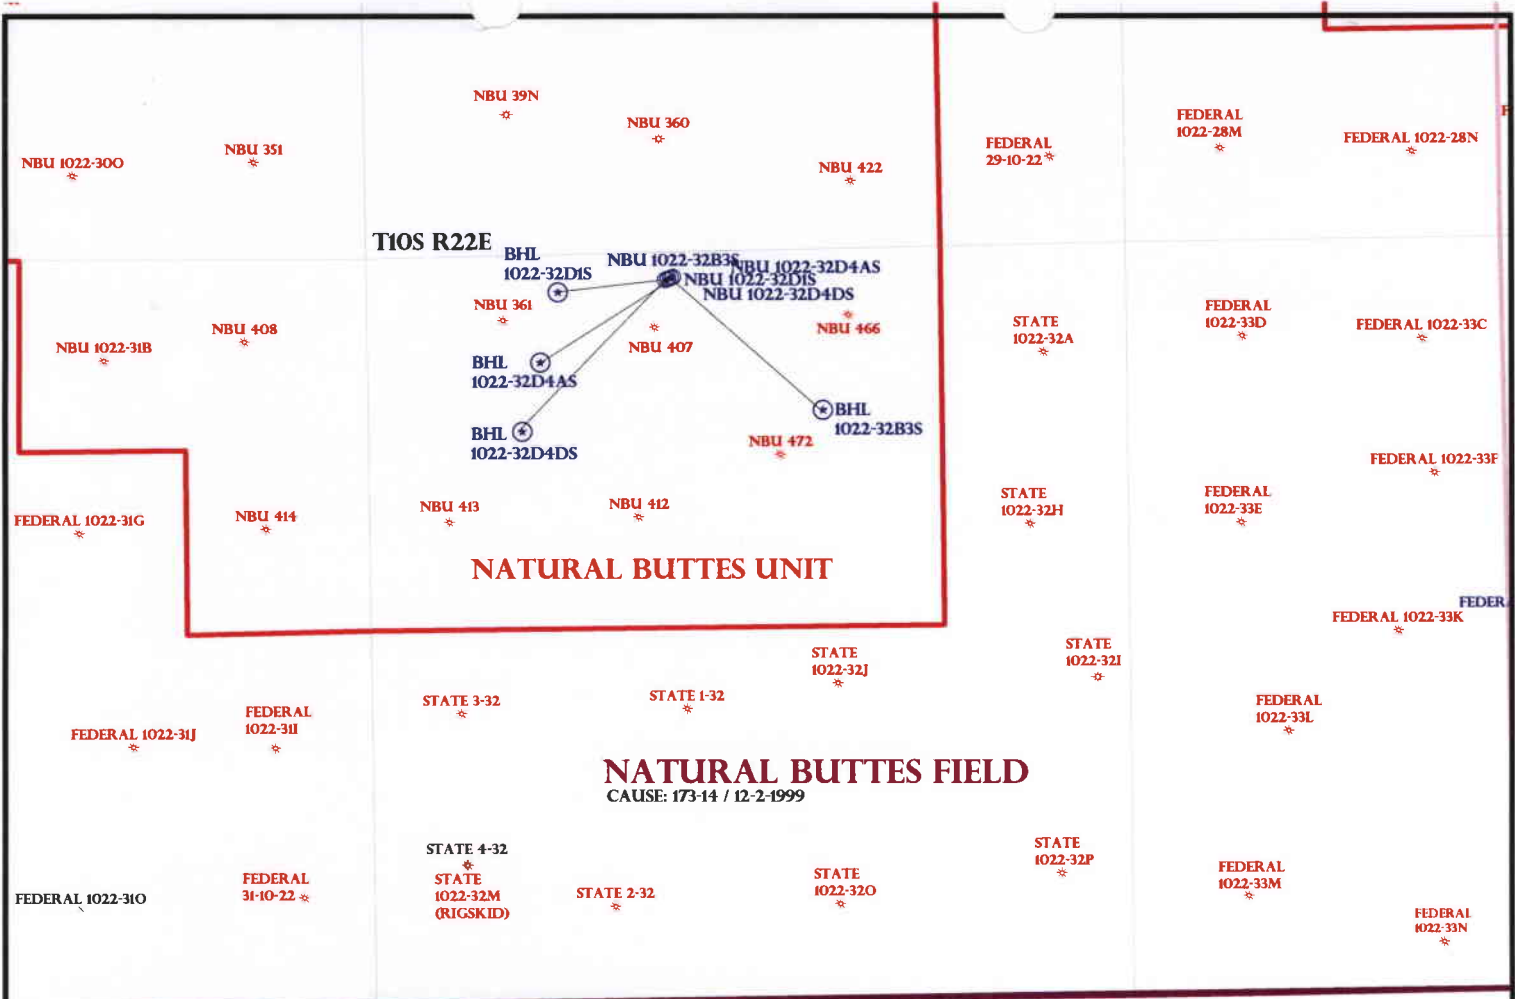 NBU 39N
NBU 360
FEDERAL
1022-28M
FEDERAL 1022-28N
FEDERAL
29-10-22
NBU 351
NBU 1022-30O
NBU 422
T10S R22E
BHL
1022-32D1S
NBU 1022-32B3S
NBU 1022-32D4AS
NBU 1022-32D1S
NBU 1022-32D4DS
NBU 361
NBU 466
NBU 407
NBU 408
NBU 1022-31B
STATE
1022-32A
FEDERAL
1022-33D
FEDERAL 1022-33C
BHL
1022-32D4AS
BHL
1022-32B3S
BHL
1022-32D4DS
NBU 472
FEDERAL 1022-33F
FEDERAL 1022-31G
NBU 414
NBU 413
NBU 412
STATE
1022-32H
FEDERAL
1022-33E
NATURAL BUTTES UNIT
FEDER
FEDERAL 1022-33K
STATE
1022-32J
STATE
1022-32I
STATE 3-32
STATE 1-32
FEDERAL
1022-33L
FEDERAL 1022-31J
FEDERAL
1022-31I
NATURAL BUTTES FIELD
CAUSE: 173-14 / 12-2-1999
STATE 4-32
STATE
1022-32M
(RIGSKID)
STATE
1022-32P
FEDERAL 1022-31O
FEDERAL
31-10-22
STATE 2-32
STATE
1022-32O
FEDERAL
1022-33M
FEDERAL
1022-33N